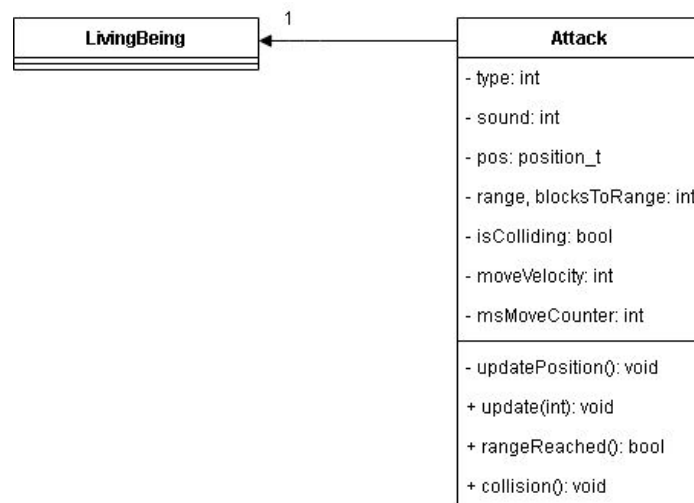 1
LivingBeing
Attack
- type: int
- sound: int
- pos: position_t
- range, blocksToRange: int
- isColliding: bool
- moveVelocity: int
- msMoveCounter: int
- updatePosition(): void
+ update(int): void
+ rangeReached(): bool
+ collision(): void